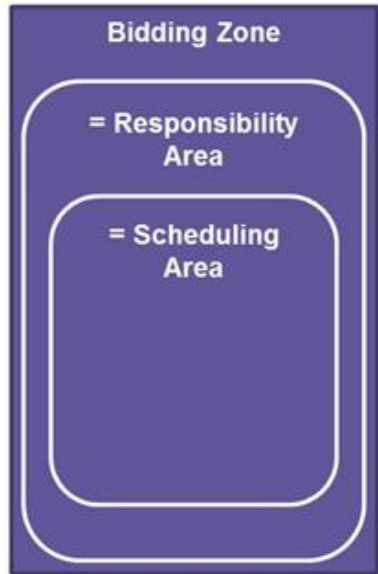 Bidding Zone
= Responsibility
Area
= Scheduling
Area